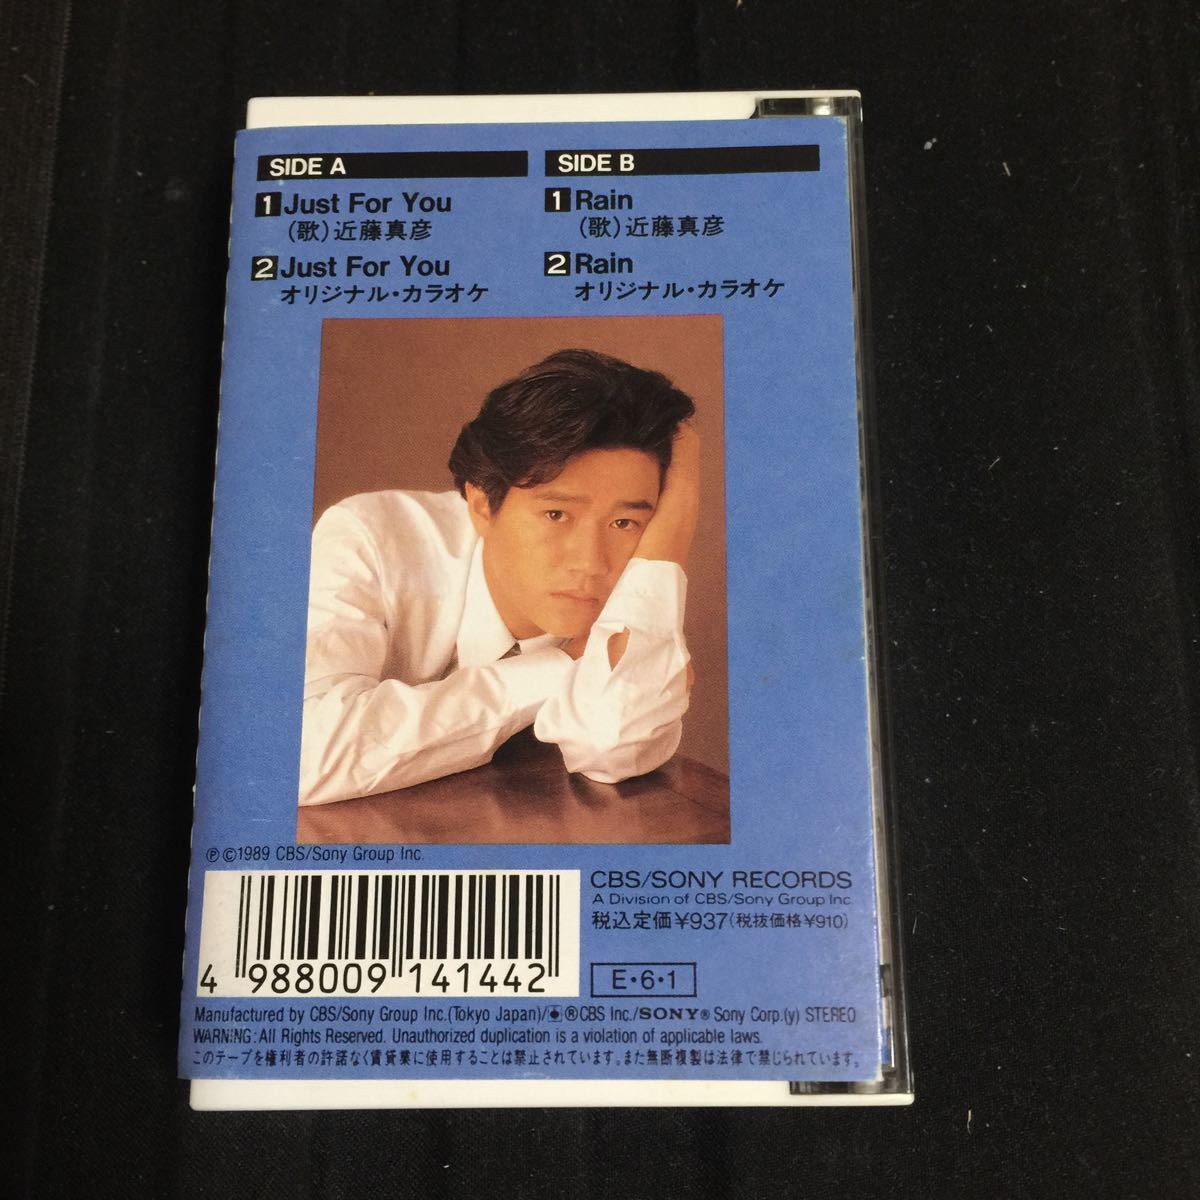 SIDE A
1 Just For You
(歌)近藤真彦
2 Just For You
オリジナル・カラオケ
SIDE B
1 Rain
(歌)近藤真彦
2 Rain
オリジナル・カラオケ
℗©1989 CBS/Sony Group Inc.
4 988009 141442
CBS/SONY RECORDS
A Division of CBS/Sony Group Inc.
税込定価¥937(税抜価格¥910)
E・6・1
Manufactured by CBS/Sony Group Inc.(Tokyo Japan)/®CBS Inc./SONY® Sony Corp.(y) STEREO
WARNING: All Rights Reserved. Unauthorized duplication is a violation of applicable laws.
このテープを権利者の許諾なく賃貸業に使用することは禁止されています。また無断複製は法律で禁じられています。